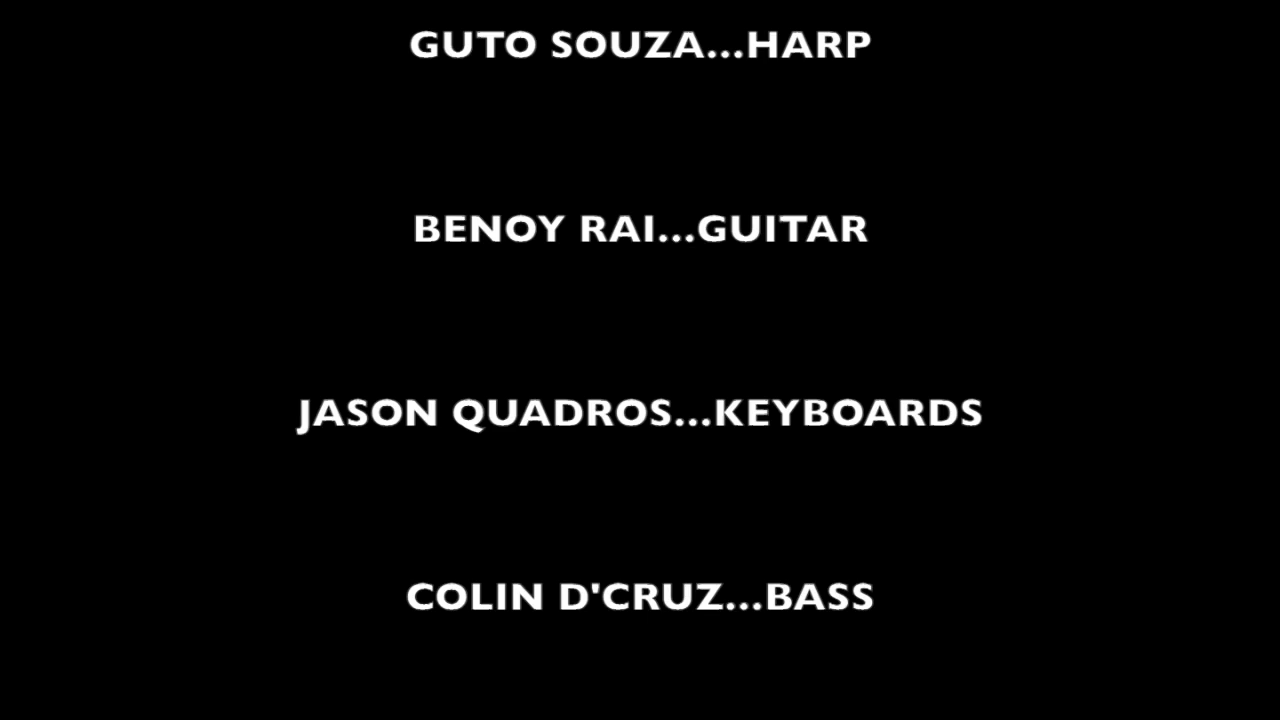 GUTO SOUZA...HARP
BENOY RAI...GUITAR
JASON QUADROS...KEYBOARDS
COLIN D'CRUZ...BASS